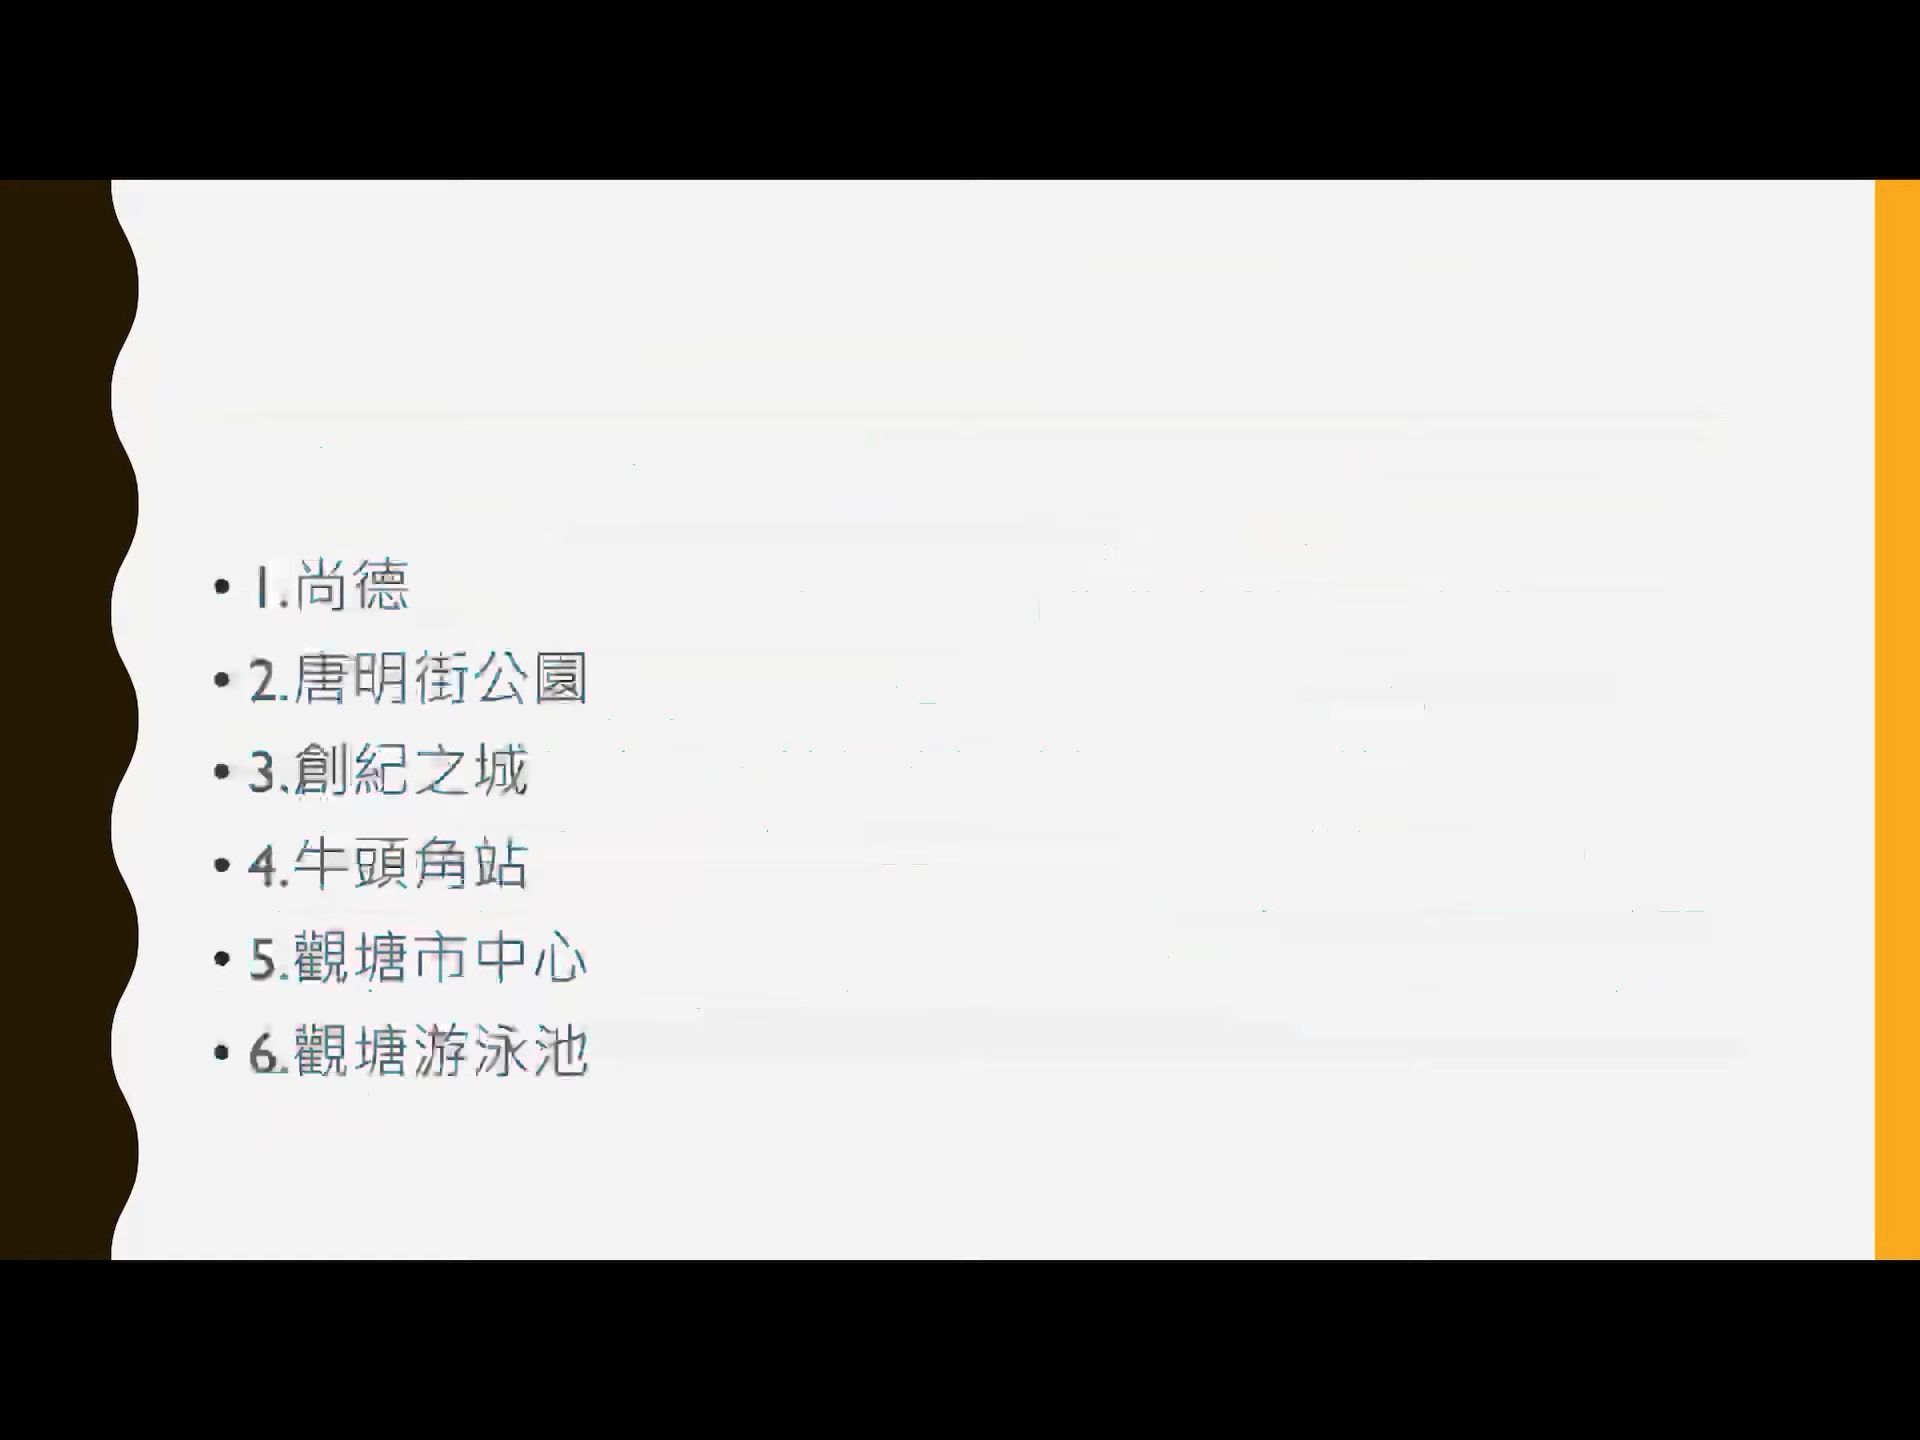 • 1.尚德
• 2.唐明街公園
• 3.創紀之城
• 4.牛頭角站
• 5.觀塘市中心
• 6.觀塘游泳池